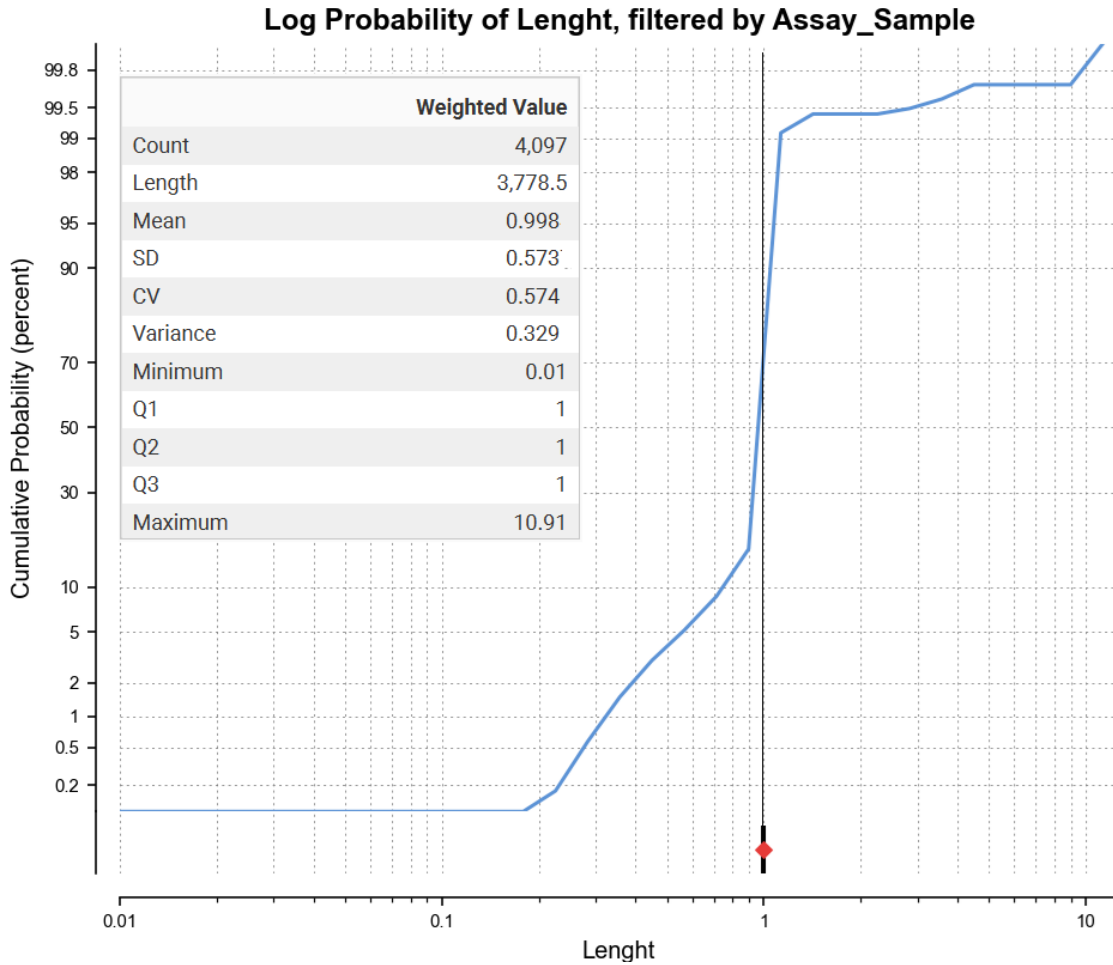 Log Probability of Lenght, filtered by Assay_Sample
Weighted Value
Count 4,097
Length 3,778.5
Mean 0.998
SD 0.573
CV 0.574
Variance 0.329
Minimum 0.01
Q1 1
Q2 1
Q3 1
Maximum 10.91
Cumulative Probability (percent)
99.8
99.5
99
98
95
90
70
50
30
10
5
2
1
0.5
0.2
0.01 0.1 1 10
Lenght